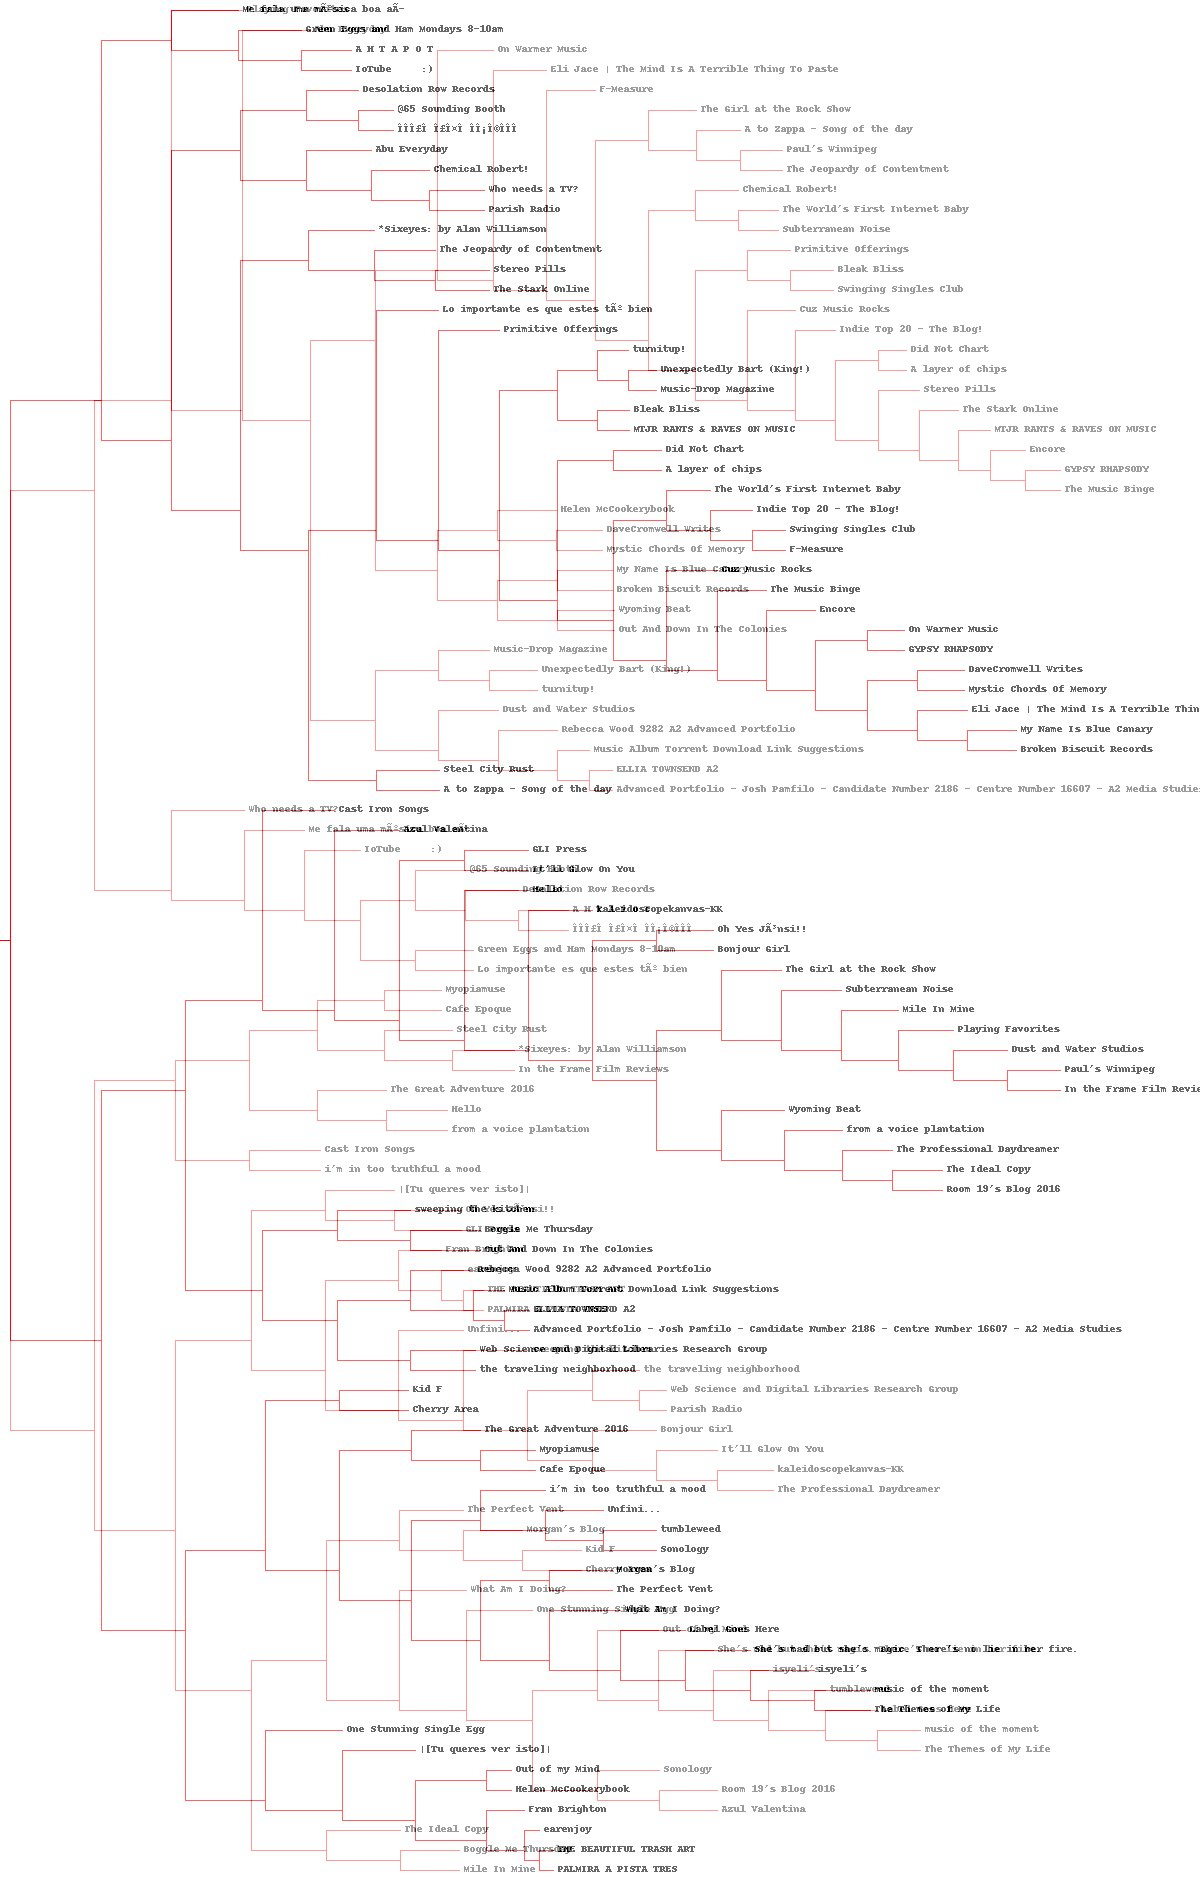 Me fala uma mÃºsica boa aÃ­
Green Eggs and Ham Mondays 8-10am
A H T A P O T On Warmer Music
IoTube :) Eli Jace | The Mind Is A Terrible Thing To Paste
Desolation Row Records F-Measure
@65 Sounding Booth The Girl at the Rock Show
A to Zappa - Song of the day
Abu Everyday Paul's Winnipeg
Chemical Robert! The Jeopardy of Contentment
Who needs a TV? Chemical Robert!
Parish Radio The World's First Internet Baby
*Sixeyes: by Alan Williamson Subterranean Noise
The Jeopardy of Contentment Primitive Offerings
Stereo Pills Bleak Bliss
The Stark Online Swinging Singles Club
Lo importante es que estes tÃº bien Cuz Music Rocks
Primitive Offerings Indie Top 20 - The Blog!
turnitup! Did Not Chart
Unexpectedly Bart (King!) A layer of chips
Music-Drop Magazine Stereo Pills
Bleak Bliss The Stark Online
MTJR RANTS & RAVES ON MUSIC MTJR RANTS & RAVES ON MUSIC
Did Not Chart Encore
A layer of chips GYPSY RHAPSODY
The World's First Internet Baby The Music Binge
Helen McCookerybook Indie Top 20 - The Blog!
DaveCromwell Writes Swinging Singles Club
Mystic Chords Of Memory F-Measure
My Name Is Blue Canary Cuz Music Rocks
Broken Biscuit Records The Music Binge
Wyoming Beat Encore
Out And Down In The Colonies On Warmer Music
Music-Drop Magazine GYPSY RHAPSODY
Unexpectedly Bart (King!) DaveCromwell Writes
turnitup! Mystic Chords Of Memory
Dust and Water Studios Eli Jace | The Mind Is A Terrible Thin
Rebecca Wood 9282 A2 Advanced Portfolio My Name Is Blue Canary
Music Album Torrent Download Link Suggestions Broken Biscuit Records
Steel City Rust ELLIA TOWNSEND A2
A to Zappa - Song of the day Advanced Portfolio - Josh Pamfilo - Candidate Number 2186 - Centre Number 16607 - A2 Media Studies
Who needs a TV? Cast Iron Songs
Me fala uma mÃºsica boa aÃ­ Azul Valentina
IoTube :) GLI Press
@65 Sounding Booth It'll Glow On You
Desolation Row Records Hello
A H T A P O T kaleidoscopekanvas-KK
Oh Yes JÃ³nsi!!
Green Eggs and Ham Mondays 8-10am Bonjour Girl
Lo importante es que estes tÃº bien The Girl at the Rock Show
Myopiamuse Subterranean Noise
Cafe Epoque Mile In Mine
Steel City Rust Playing Favorites
*Sixeyes: by Alan Williamson Dust and Water Studios
In the Frame Film Reviews Paul's Winnipeg
The Great Adventure 2016 In the Frame Film Revie
Hello Wyoming Beat
from a voice plantation from a voice plantation
Cast Iron Songs The Professional Daydreamer
i'm in too truthful a mood The Ideal Copy
|[Tu queres ver isto]| Room 19's Blog 2016
sweeping the kitchen Oh Yes JÃ³nsi!!
GLI Press Boggle Me Thursday
Fran Brighton Out And Down In The Colonies
earenjoy Rebecca Wood 9282 A2 Advanced Portfolio
THE BEAUTIFUL TRASH ART Music Album Torrent Download Link Suggestions
PALMIRA A PISTA TRES ELLIA TOWNSEND A2
Unfini... Advanced Portfolio - Josh Pamfilo - Candidate Number 2186 - Centre Number 16607 - A2 Media Studies
Web Science and Digital Libraries Research Group sweeping the kitchen
the traveling neighborhood the traveling neighborhood
Kid F Web Science and Digital Libraries Research Group
Cherry Area Parish Radio
The Great Adventure 2016 Bonjour Girl
Myopiamuse It'll Glow On You
Cafe Epoque kaleidoscopekanvas-KK
i'm in too truthful a mood The Professional Daydreamer
The Perfect Vent Unfini...
Morgan's Blog tumbleweed
Kid F Sonology
Cherry Area Morgan's Blog
What Am I Doing? The Perfect Vent
One Stunning Single Egg What Am I Doing?
Out of my Mind Label Goes Here
She's mad but she's magic. There's no lie in her fire.
isyeli's isyeli's
tumbleweed music of the moment
The Themes of My Life
One Stunning Single Egg music of the moment
|[Tu queres ver isto]| The Themes of My Life
Out of my Mind Sonology
Helen McCookerybook Room 19's Blog 2016
Fran Brighton Azul Valentina
The Ideal Copy earenjoy
Boggle Me Thursday THE BEAUTIFUL TRASH ART
Mile In Mine PALMIRA A PISTA TRES